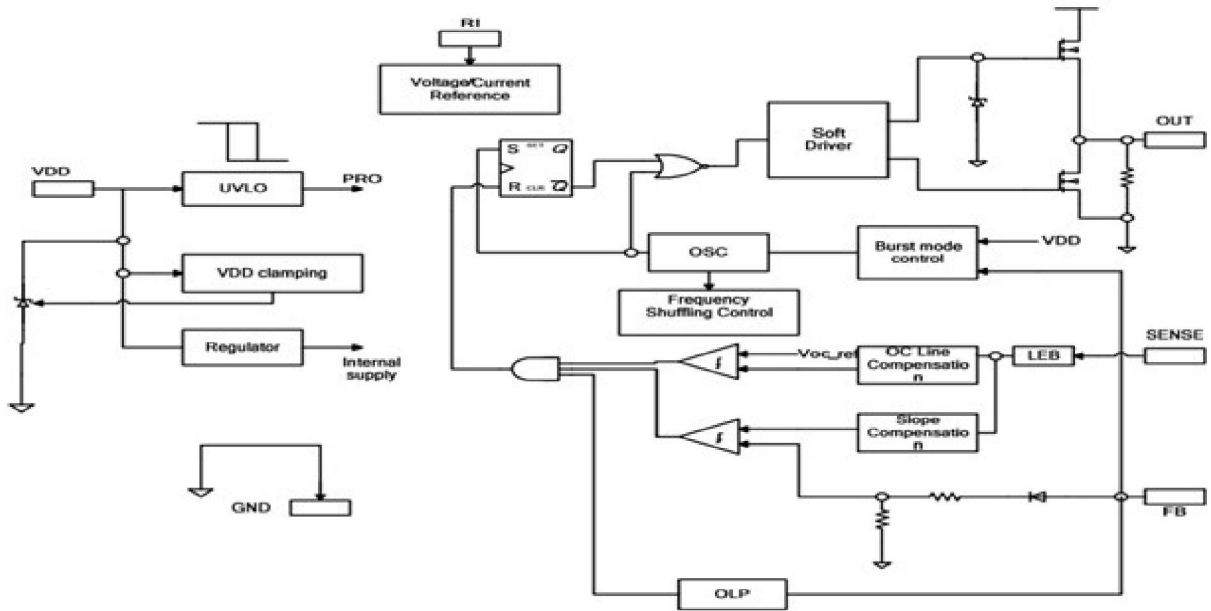 RI
Voltage/Current
Reference
VDD
UVLO
PRO
VDD clamping
Regulator
Internal
supply
GND
S SET Q
R CLR Q
Soft
Driver
OUT
OSC
Burst mode
control
VDD
Frequency
Shuffling Control
Voc_ref
OC Line
Compensatio
n
LEB
SENSE
Slope
Compensatio
n
FB
OLP